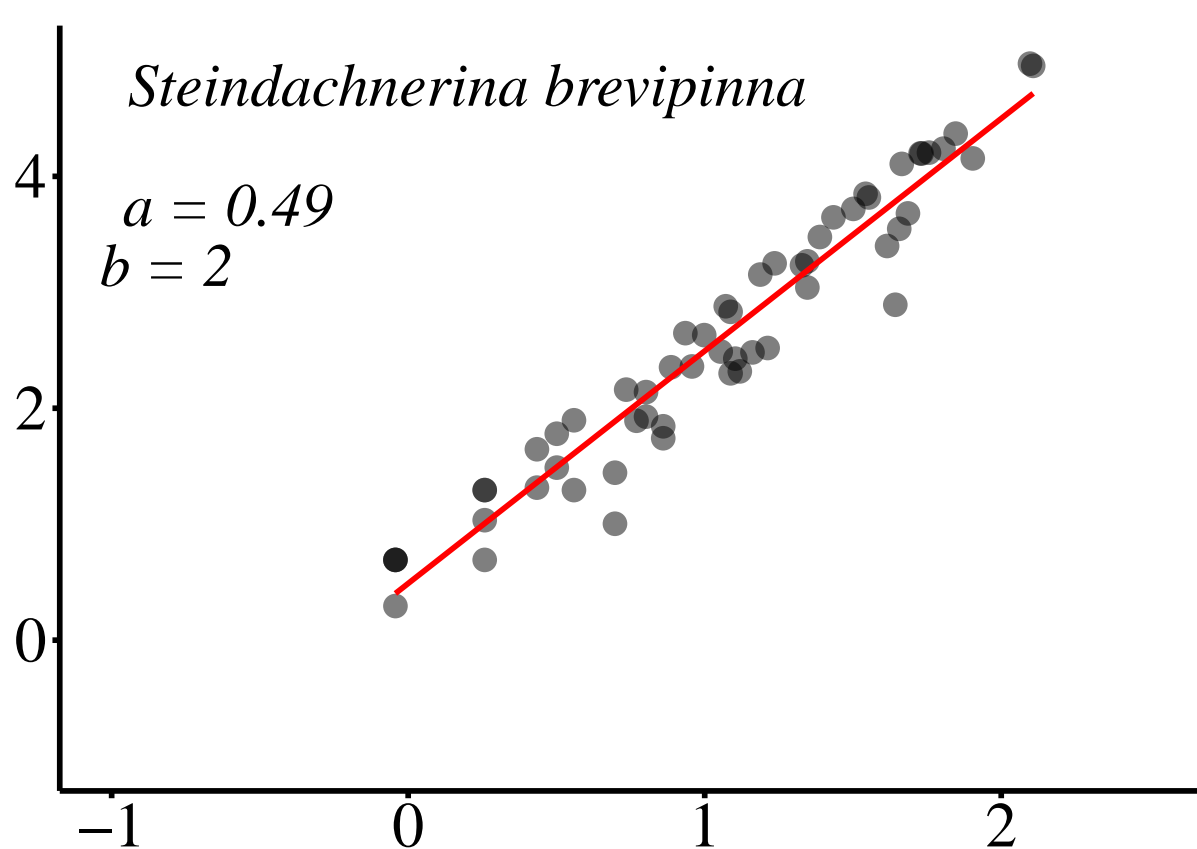 Steindachnerina brevipinna
a = 0.49
b = 2
4
2
0
−1
0
1
2